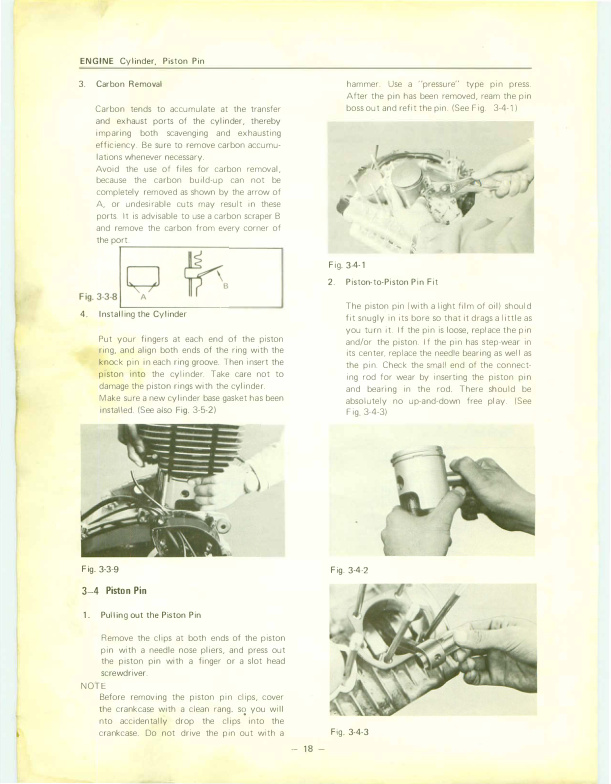 ENGINE Cylinder, Piston Pin
3. Carbon Removal
Carbon tends to accumulate at the transfer
and exhaust ports of the cylinder, thereby
imparing both scavenging and exhausting
efficiency. Be sure to remove carbon accumu-
lations whenever necessary.
Avoid the use of files for carbon removal,
because the carbon build-up can not be
completely removed as shown by the arrow of
A, or undesirable cuts may result in these
ports. It is advisable to use a carbon scraper B
and remove the carbon from every corner of
the port.
A
B
Fig. 3-3-8
4. Installing the Cylinder
Put your fingers at each end of the piston
ring, and align both ends of the ring with the
knock pin in each ring groove. Then insert the
piston into the cylinder. Take care not to
damage the piston rings with the cylinder.
Make sure a new cylinder base gasket has been
installed. (See also Fig. 3-5-2)
Fig. 3-3-9
3–4 Piston Pin
1. Pulling out the Piston Pin
Remove the clips at both ends of the piston
pin with a needle nose pliers, and press out
the piston pin with a finger or a slot head
screwdriver.
NOTE
Before removing the piston pin clips, cover
the crankcase with a clean rang, so you will
nto accidentally drop the clips into the
crankcase. Do not drive the pin out with a
hammer. Use a "pressure" type pin press.
After the pin has been removed, ream the pin
boss out and refit the pin. (See Fig. 3-4-1)
Fig. 3-4-1
2. Piston-to-Piston Pin Fit
The piston pin (with a light film of oil) should
fit snugly in its bore so that it drags a little as
you turn it. If the pin is loose, replace the pin
and/or the piston. If the pin has step-wear in
its center, replace the needle bearing as well as
the pin. Check the small end of the connect-
ing rod for wear by inserting the piston pin
and bearing in the rod. There should be
absolutely no up-and-down free play. (See
Fig. 3-4-3)
Fig. 3-4-2
Fig. 3-4-3
– 18 –